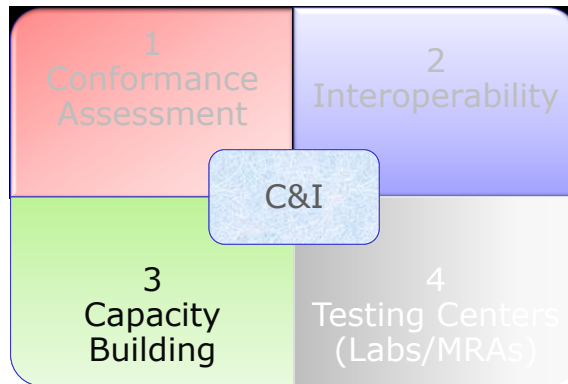 1
Conformance
Assessment
2
Interoperability
C&I
3
Capacity
Building
4
Testing Centers
(Labs/MRAs)